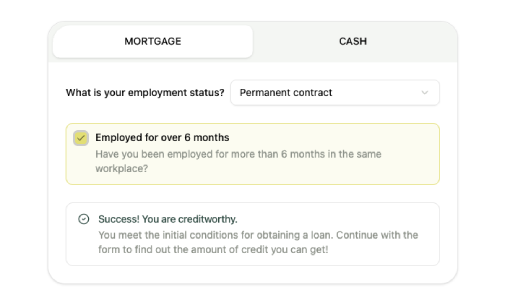 MORTGAGE CASH
What is your employment status? Permanent contract
Employed for over 6 months
Have you been employed for more than 6 months in the same
workplace?
Success! You are creditworthy.
You meet the initial conditions for obtaining a loan. Continue with the
form to find out the amount of credit you can get!